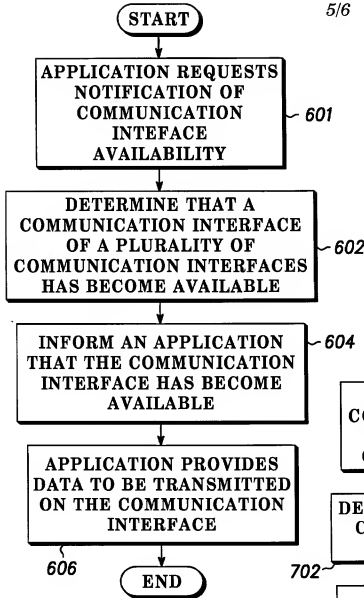 5/6
START
APPLICATION REQUESTS
NOTIFICATION OF
COMMUNICATION
INTEFACE
AVAILABILITY
601
DETERMINE THAT A
COMMUNICATION INTERFACE
OF A PLURALITY OF
COMMUNICATION INTERFACES
HAS BECOME AVAILABLE
602
INFORM AN APPLICATION
THAT THE COMMUNICATION
INTERFACE HAS BECOME
AVAILABLE
604
APPLICATION PROVIDES
DATA TO BE TRANSMITTED
ON THE COMMUNICATION
INTERFACE
606
END
702